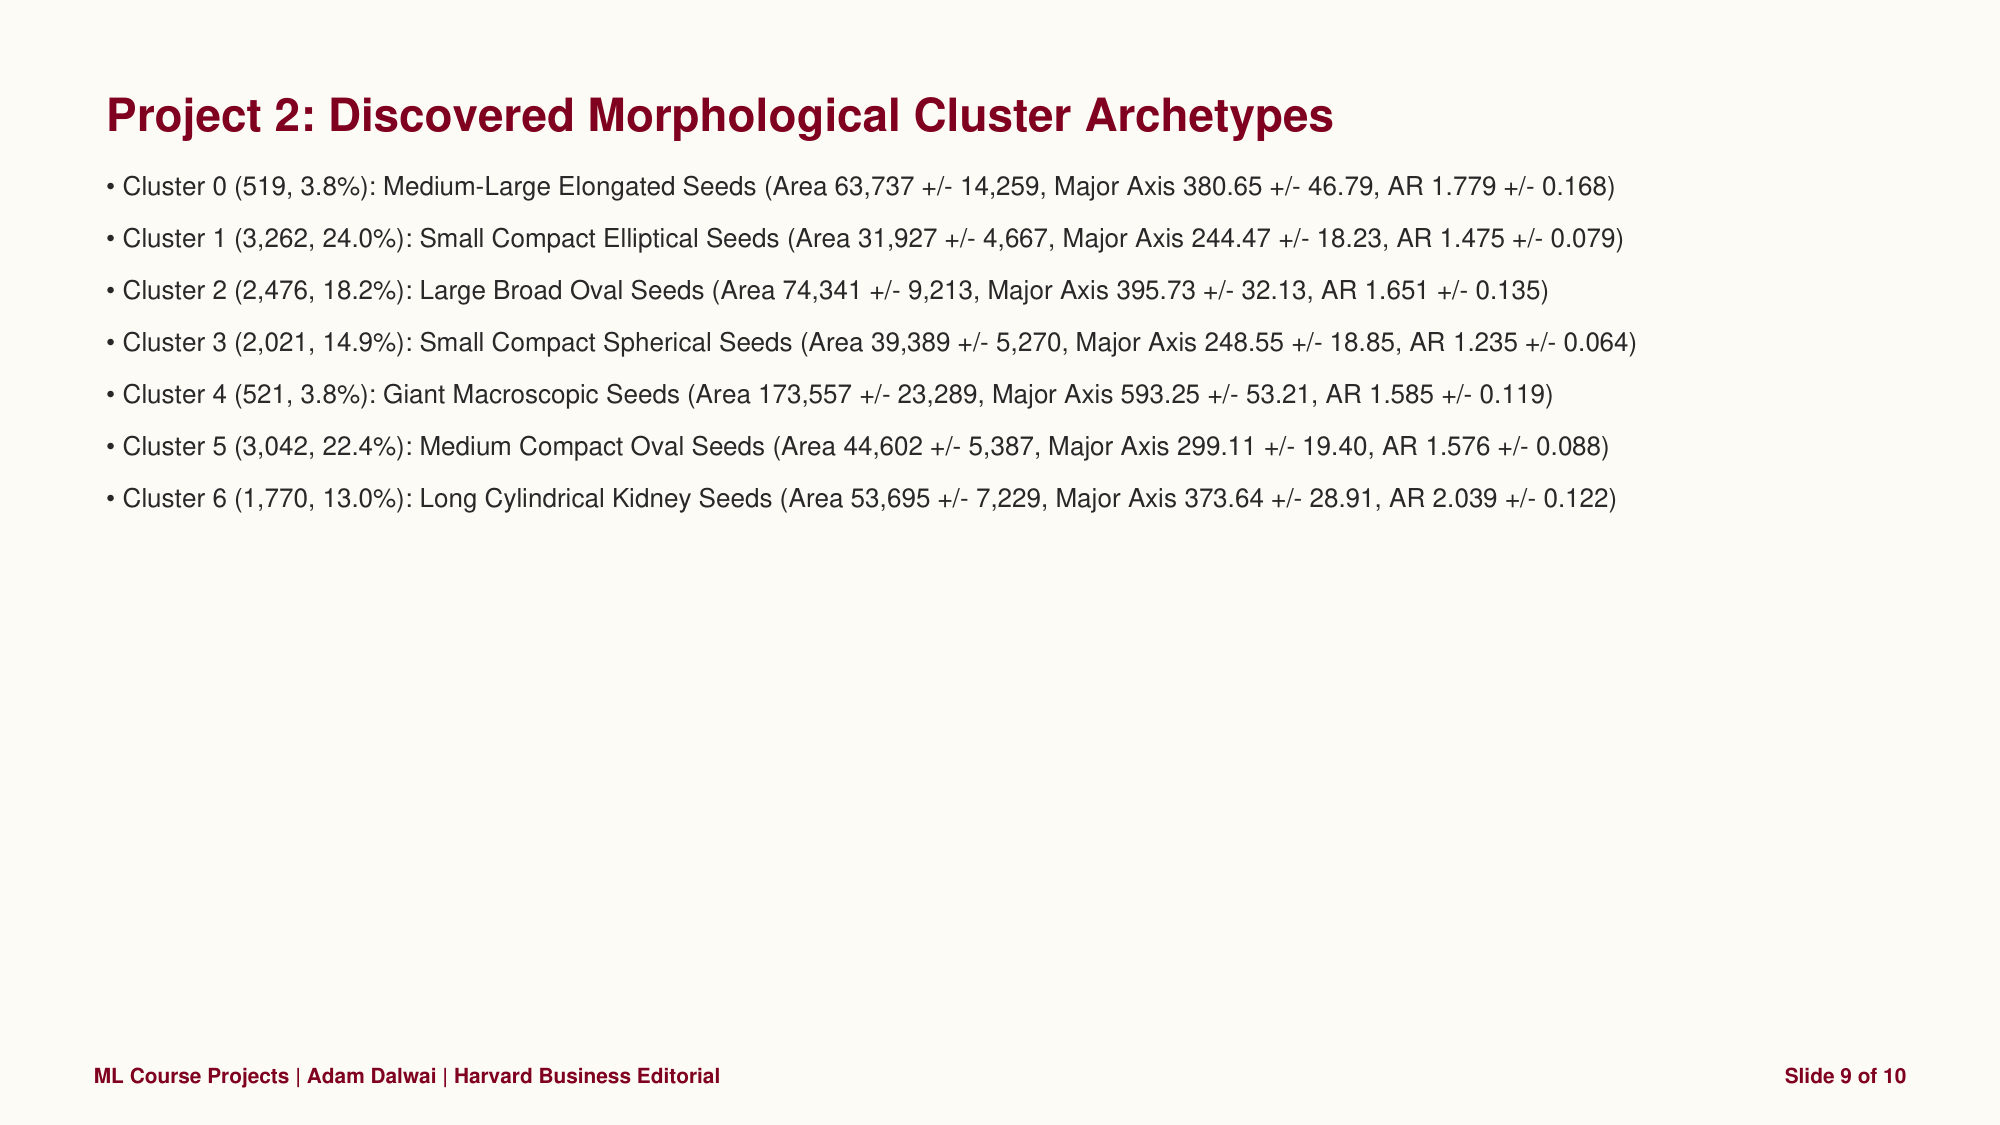 Project 2: Discovered Morphological Cluster Archetypes
• Cluster 0 (519, 3.8%): Medium-Large Elongated Seeds (Area 63,737 +/- 14,259, Major Axis 380.65 +/- 46.79, AR 1.779 +/- 0.168)
• Cluster 1 (3,262, 24.0%): Small Compact Elliptical Seeds (Area 31,927 +/- 4,667, Major Axis 244.47 +/- 18.23, AR 1.475 +/- 0.079)
• Cluster 2 (2,476, 18.2%): Large Broad Oval Seeds (Area 74,341 +/- 9,213, Major Axis 395.73 +/- 32.13, AR 1.651 +/- 0.135)
• Cluster 3 (2,021, 14.9%): Small Compact Spherical Seeds (Area 39,389 +/- 5,270, Major Axis 248.55 +/- 18.85, AR 1.235 +/- 0.064)
• Cluster 4 (521, 3.8%): Giant Macroscopic Seeds (Area 173,557 +/- 23,289, Major Axis 593.25 +/- 53.21, AR 1.585 +/- 0.119)
• Cluster 5 (3,042, 22.4%): Medium Compact Oval Seeds (Area 44,602 +/- 5,387, Major Axis 299.11 +/- 19.40, AR 1.576 +/- 0.088)
• Cluster 6 (1,770, 13.0%): Long Cylindrical Kidney Seeds (Area 53,695 +/- 7,229, Major Axis 373.64 +/- 28.91, AR 2.039 +/- 0.122)
ML Course Projects | Adam Dalwai | Harvard Business Editorial
Slide 9 of 10